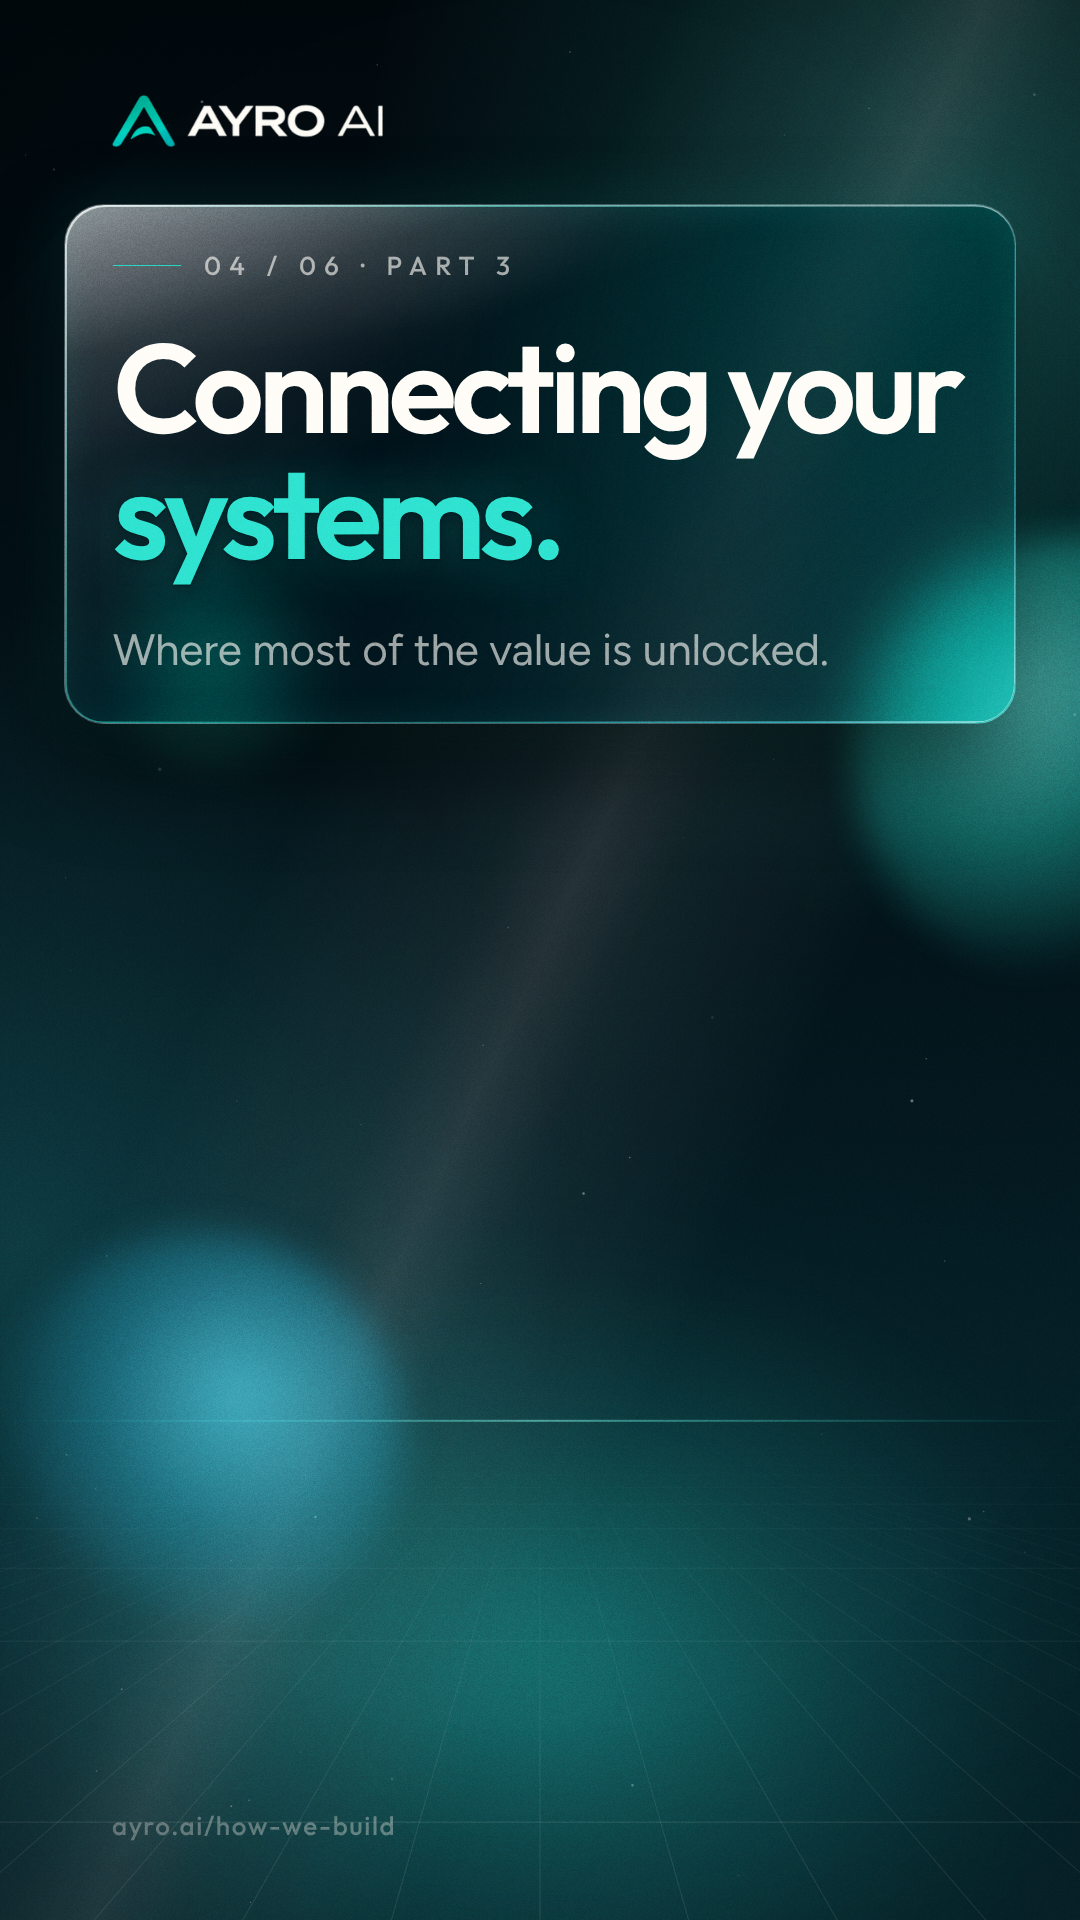 AYRO AI
04 / 06 · PART 3
Connecting your
systems.
Where most of the value is unlocked.
ayro.ai/how-we-build